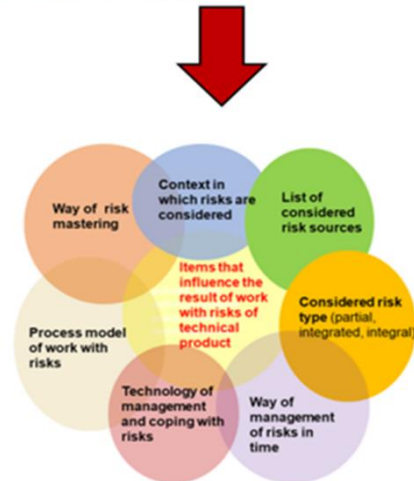 Context in
which risks are
considered
Way of risk
mastering
List of
considered
risk sources
Items that
influence the
result of work
with risks of
technical
product
Considered risk
type (partial,
integrated, integral)
Process model
of work with
risks
Technology of
management
and coping with
risks
Way of
management
of risks in
time